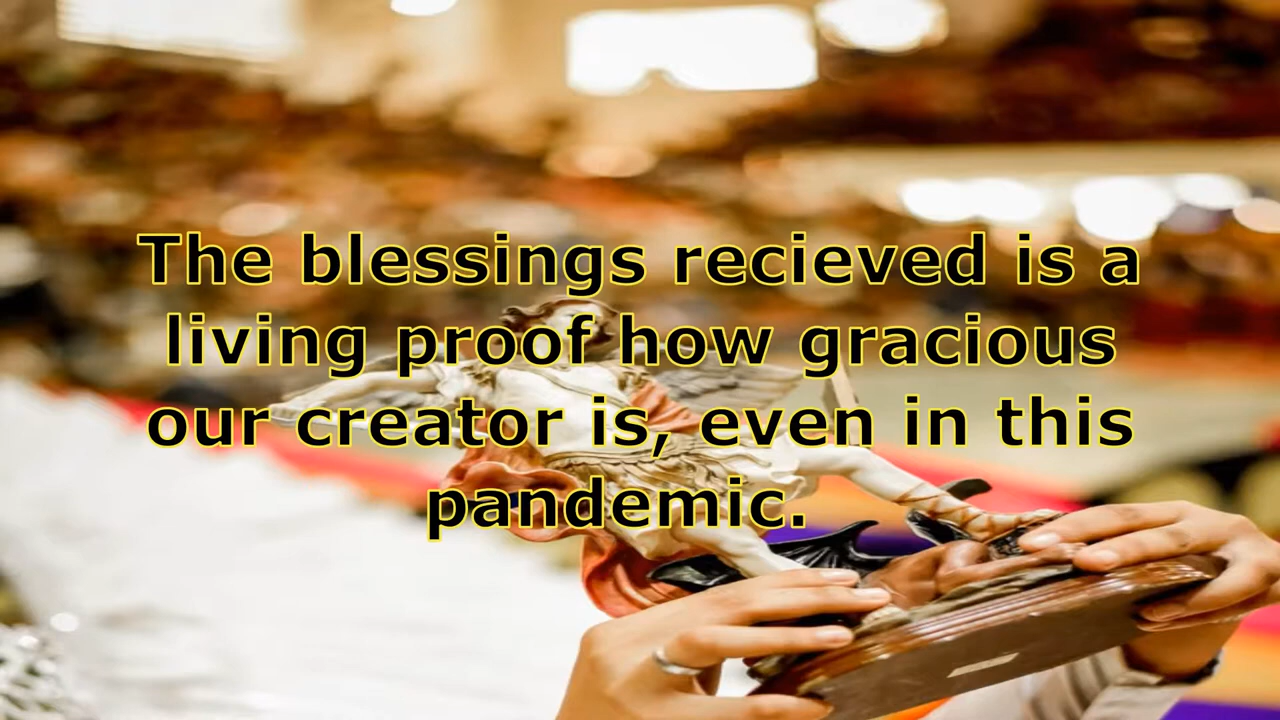 The blessings recieved is a
living proof how gracious
our creator is, even in this
pandemic.